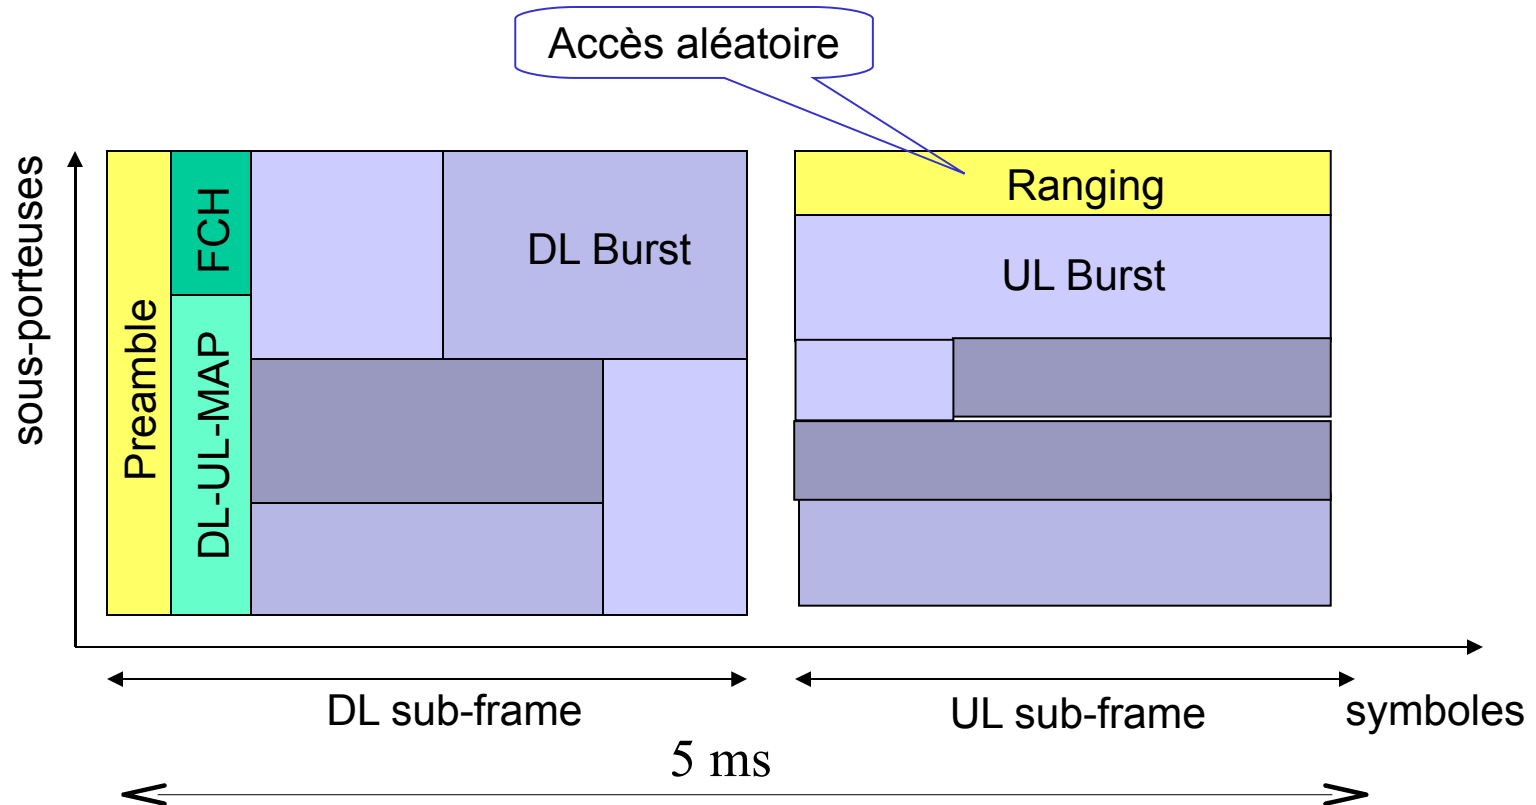 Accès aléatoire
sous-porteuses
Preamble
FCH
DL-UL-MAP
DL Burst
Ranging
UL Burst
DL sub-frame
UL sub-frame
symboles
5 ms